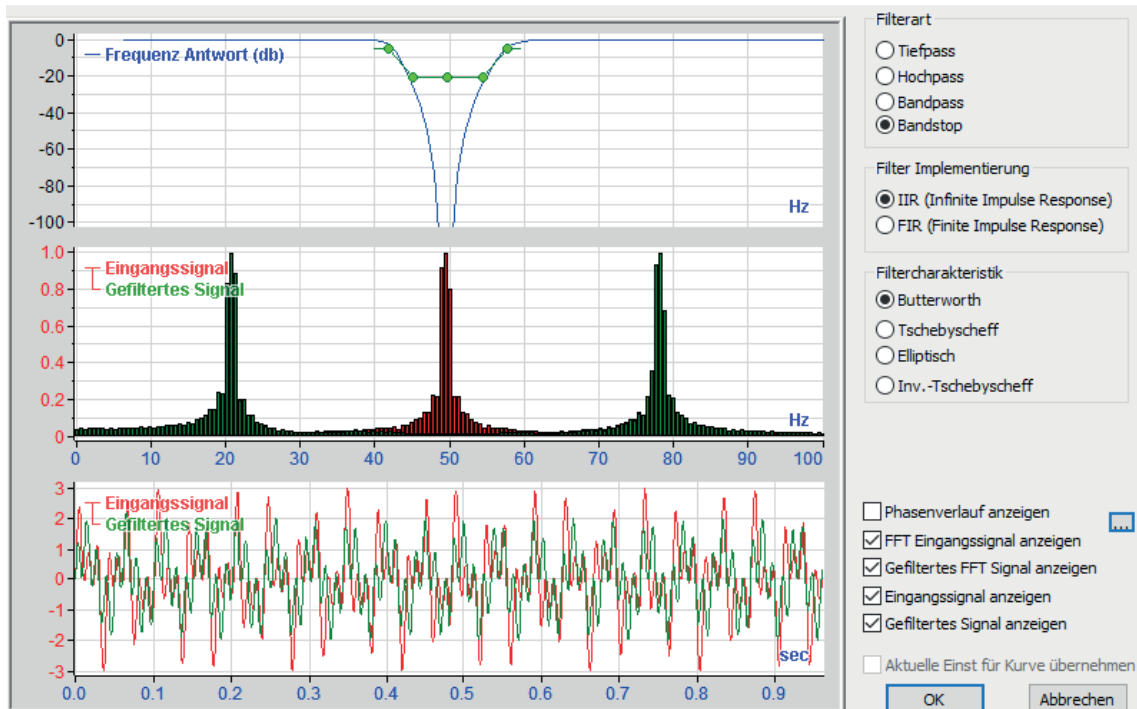 0
-20
-40
-60
-80
-100
Frequenz Antwort (db)
Hz
1.0
0.8
0.6
0.4
0.2
0
Eingangssignal
Gefiltertes Signal
Hz
0 10 20 30 40 50 60 70 80 90 100
3
2
1
0
-1
-2
-3
Eingangssignal
Gefiltertes Signal
sec
0.0 0.1 0.2 0.3 0.4 0.5 0.6 0.7 0.8 0.9
Filterart
Tiefpass
Hochpass
Bandpass
Bandstop
Filter Implementierung
IIR (Infinite Impulse Response)
FIR (Finite Impulse Response)
Filtercharakteristik
Butterworth
Tschebyscheff
Elliptisch
Inv.-Tschebyscheff
Phasenverlauf anzeigen
...
FFT Eingangssignal anzeigen
Gefiltertes FFT Signal anzeigen
Eingangssignal anzeigen
Gefiltertes Signal anzeigen
Aktuelle Einst für Kurve übernehmen
OK
Abbrechen